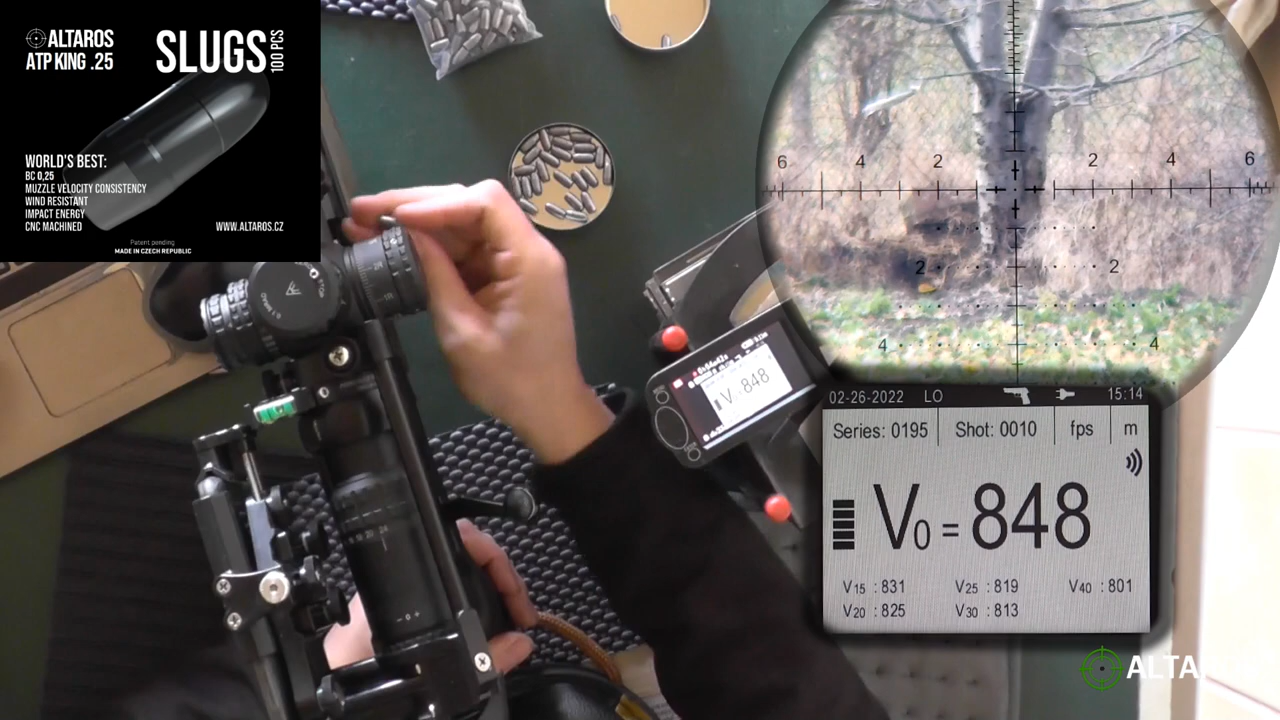 ALTAROS
ATP KING .25
SLUGS
100 PCS
WORLD'S BEST:
BC 0,25
MUZZLE VELOCITY CONSISTENCY
WIND RESISTANT
IMPACT ENERGY
CNC MACHINED
WWW.ALTAROS.CZ
Patent pending
MADE IN CZECH REPUBLIC
6 4 2 2 4 6
2 2
4 4
V 848
02-26-2022 LO 15:14
Series: 0195 Shot: 0010 fps m
V0 = 848
V15 : 831 V25 : 819 V40 : 801
V20 : 825 V30 : 813
ALTA